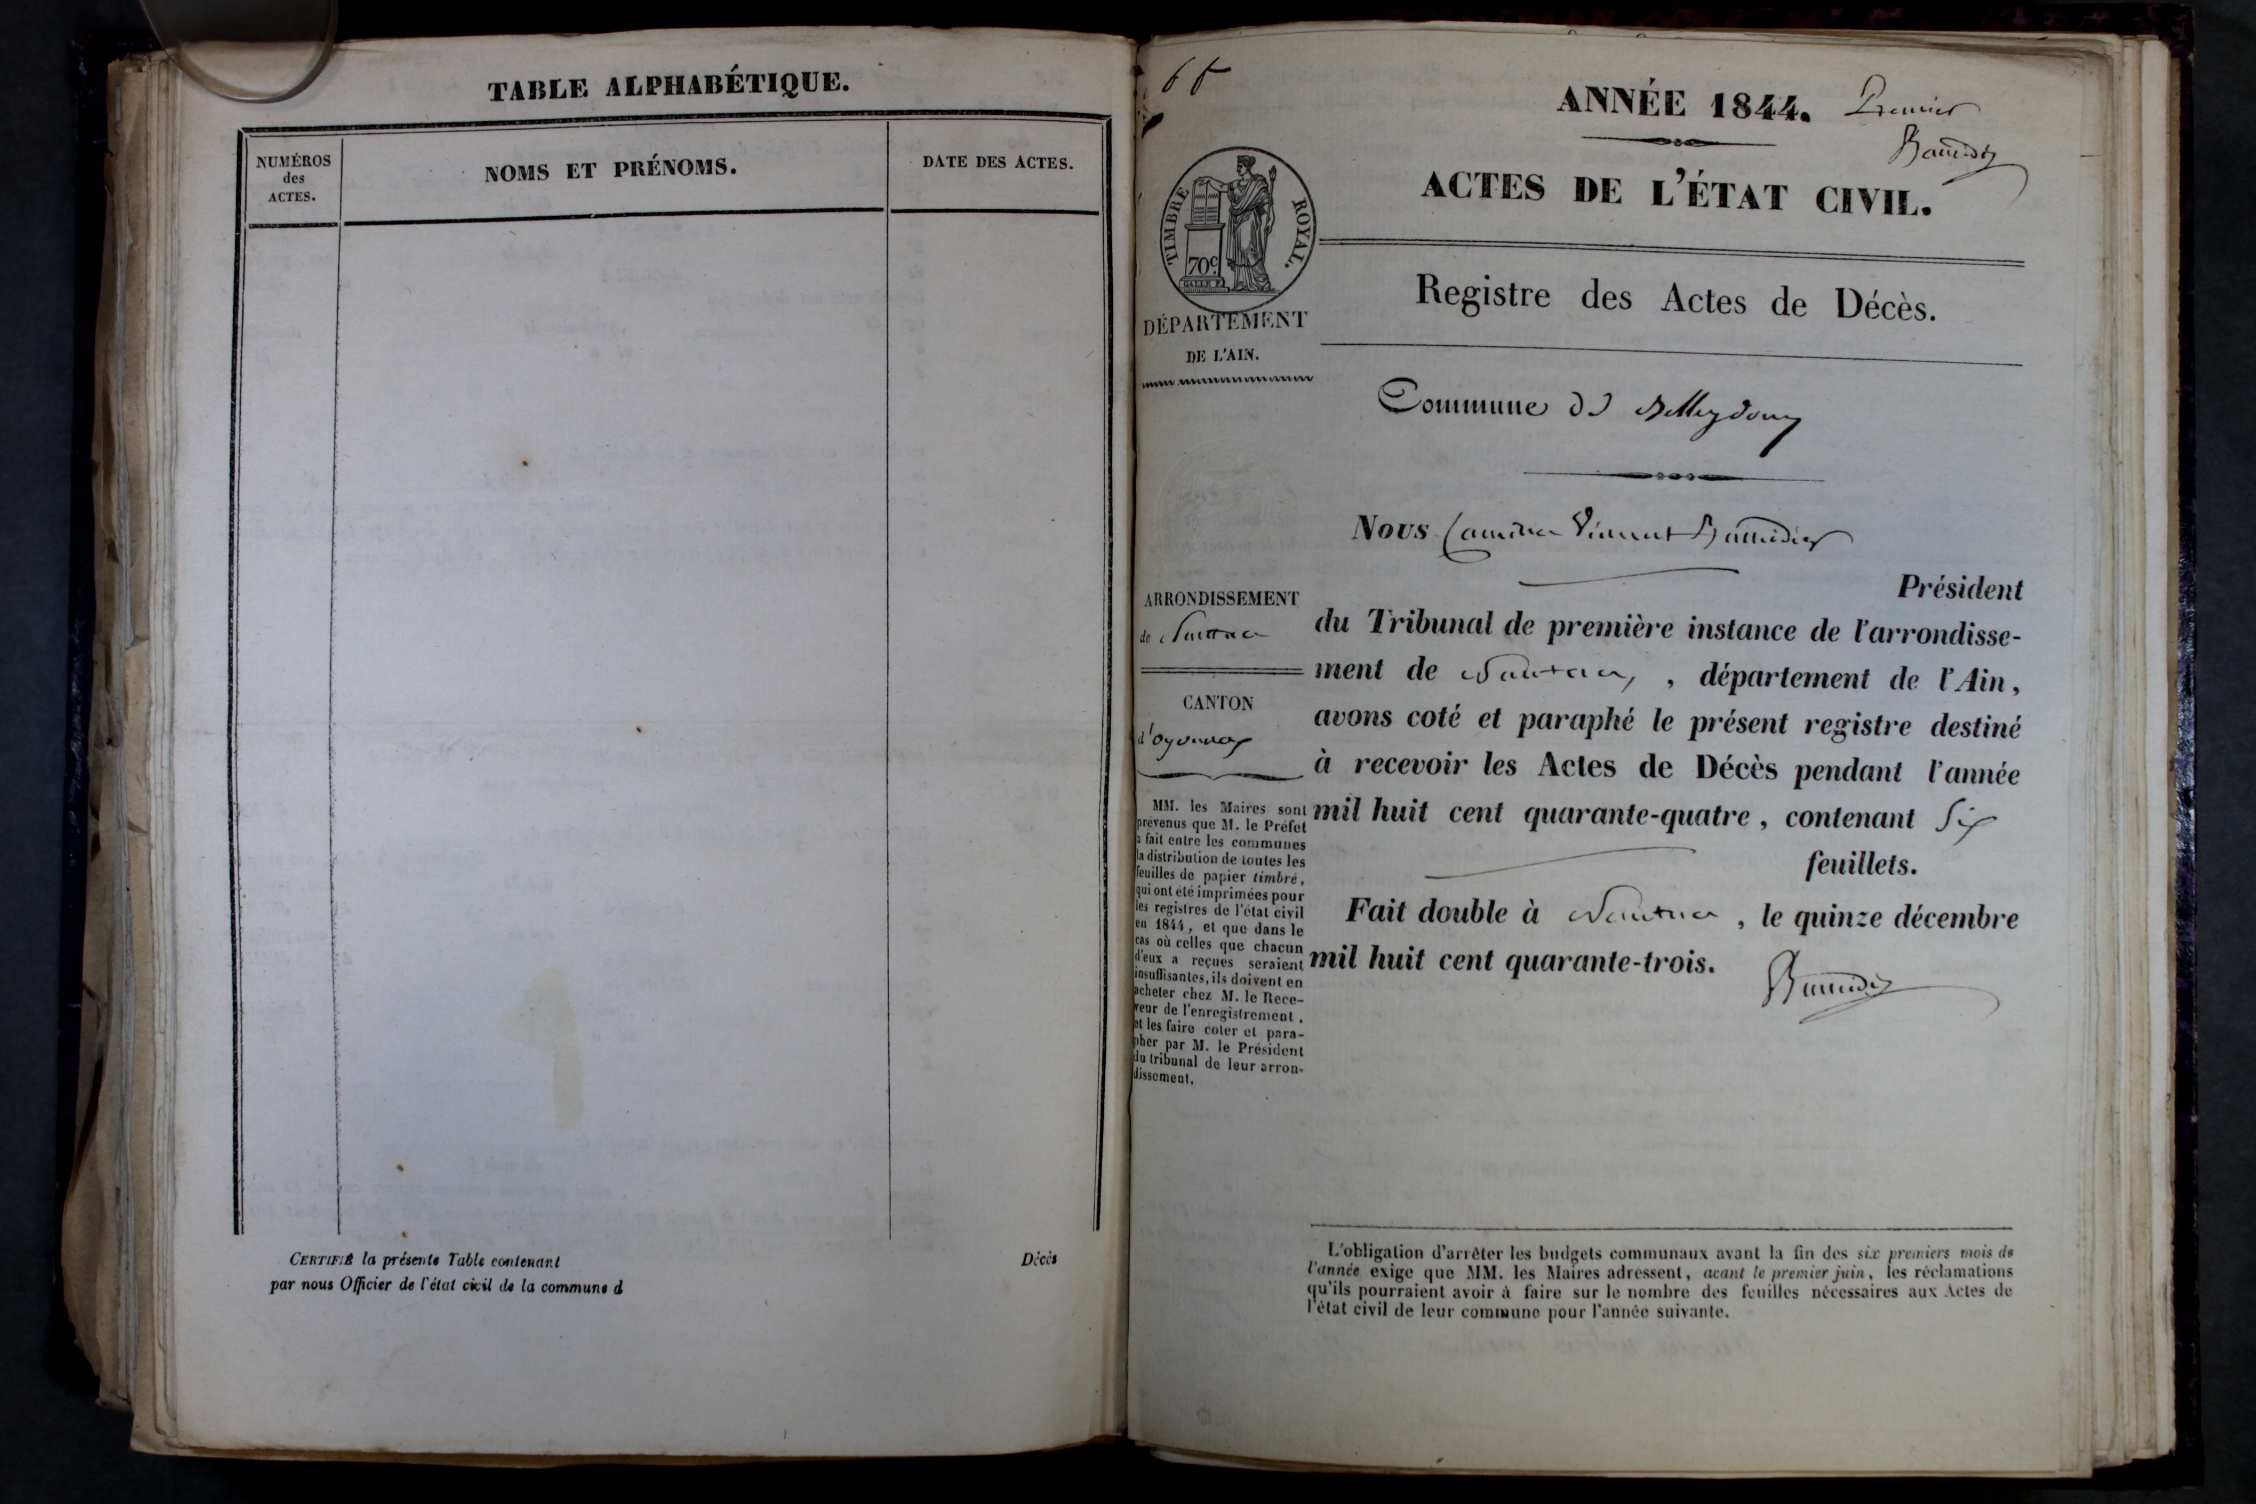 TABLE ALPHABÉTIQUE.
NUMÉROS
des
ACTES.
NOMS ET PRÉNOMS.
DATE DES ACTES.
CERTIFIÉ la présente Table contenant
Décès
par nous Officier de l'état civil de la commune d
ANNÉE 1844. Premier
ACTES DE L'ÉTAT CIVIL.
TIMBRE ROYAL.
70c
Registre des Actes de Décès.
DÉPARTEMENT
DE L'AIN.
Commune de Belleydoux
Nous
Président
ARRONDISSEMENT
de Nantua
du Tribunal de première instance de l'arrondisse-
ment de Nantua, , département de l'Ain,
CANTON
d'oyonnax
avons coté et paraphé le présent registre destiné
à recevoir les Actes de Décès pendant l'année
mil huit cent quarante-quatre, contenant Six
feuillets.
Fait double à Nantua , le quinze décembre
mil huit cent quarante-trois.
MM. les Maires sont
prévenus que M. le Préfet
a fait entre les communes
la distribution de toutes les
feuilles de papier timbré,
qui ont été imprimées pour
les registres de l'état civil
en 1844, et que dans le
cas où celles que chacun
d'eux a reçues seraient
insuffisantes, ils doivent en
acheter chez M. le Rece-
veur de l'enregistrement,
et les faire coter et para-
pher par M. le Président
du tribunal de leur arron-
dissement.
L'obligation d'arrêter les budgets communaux avant la fin des six premiers mois de
l'année exige que MM. les Maires adressent, avant le premier juin, les réclamations
qu'ils pourraient avoir à faire sur le nombre des feuilles nécessaires aux Actes de
l'état civil de leur commune pour l'année suivante.